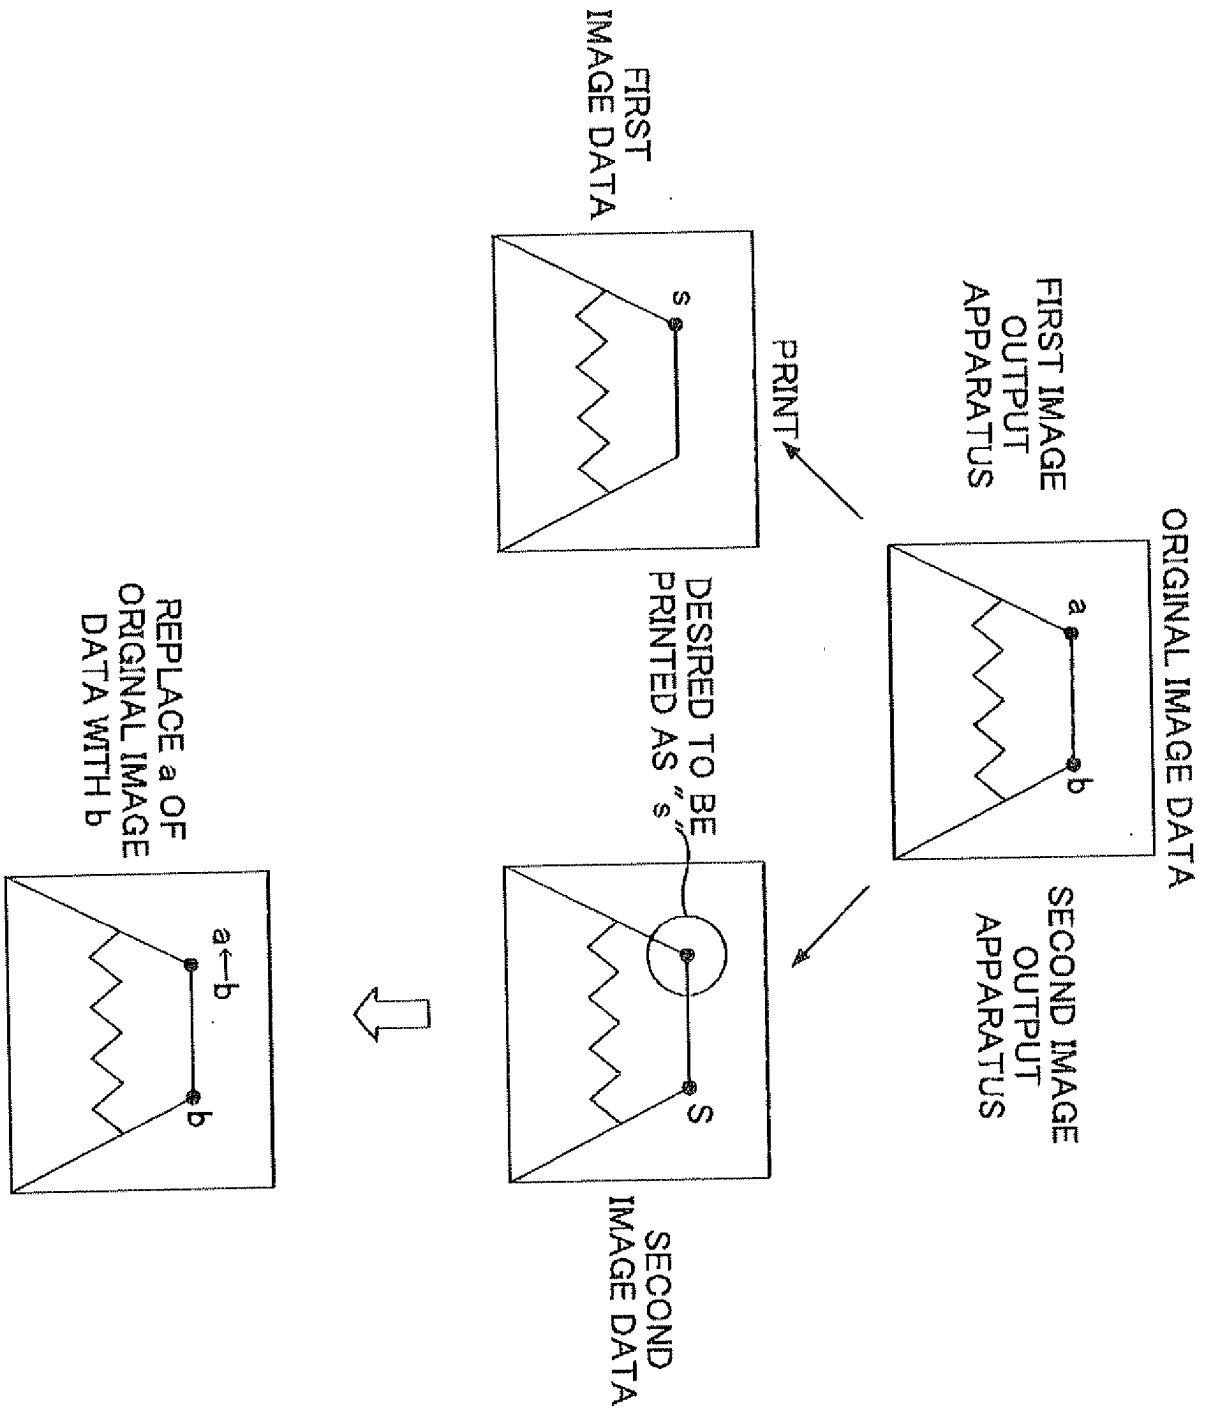 ORIGINAL IMAGE DATA
a
b
FIRST IMAGE
OUTPUT
APPARATUS
SECOND IMAGE
OUTPUT
APPARATUS
PRINT
s
FIRST
IMAGE DATA
DESIRED TO BE
PRINTED AS "s"
S
SECOND
IMAGE DATA
REPLACE a OF
ORIGINAL IMAGE
DATA WITH b
a←b
b